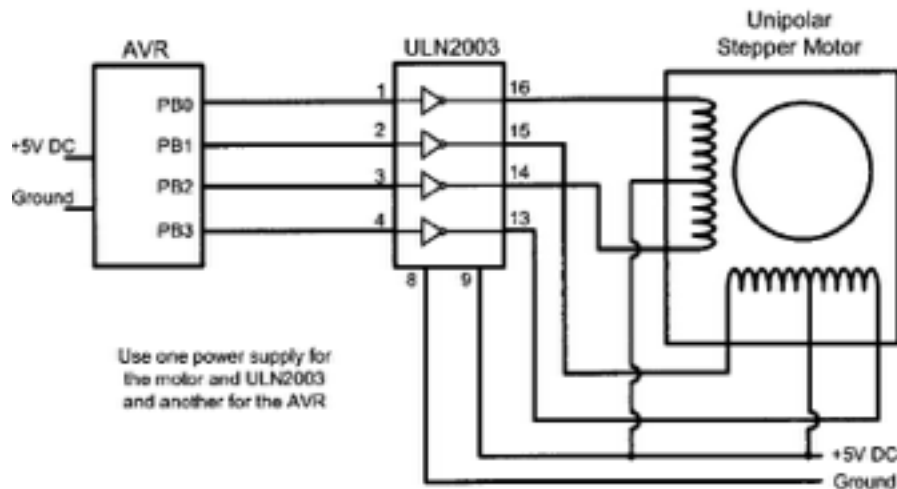 Unipolar
Stepper Motor
AVR
ULN2003
PB0
1
16
+5V DC
PB1
2
15
Ground
PB2
3
14
PB3
4
13
8
9
Use one power supply for
the motor and ULN2003
and another for the AVR
+5V DC
Ground